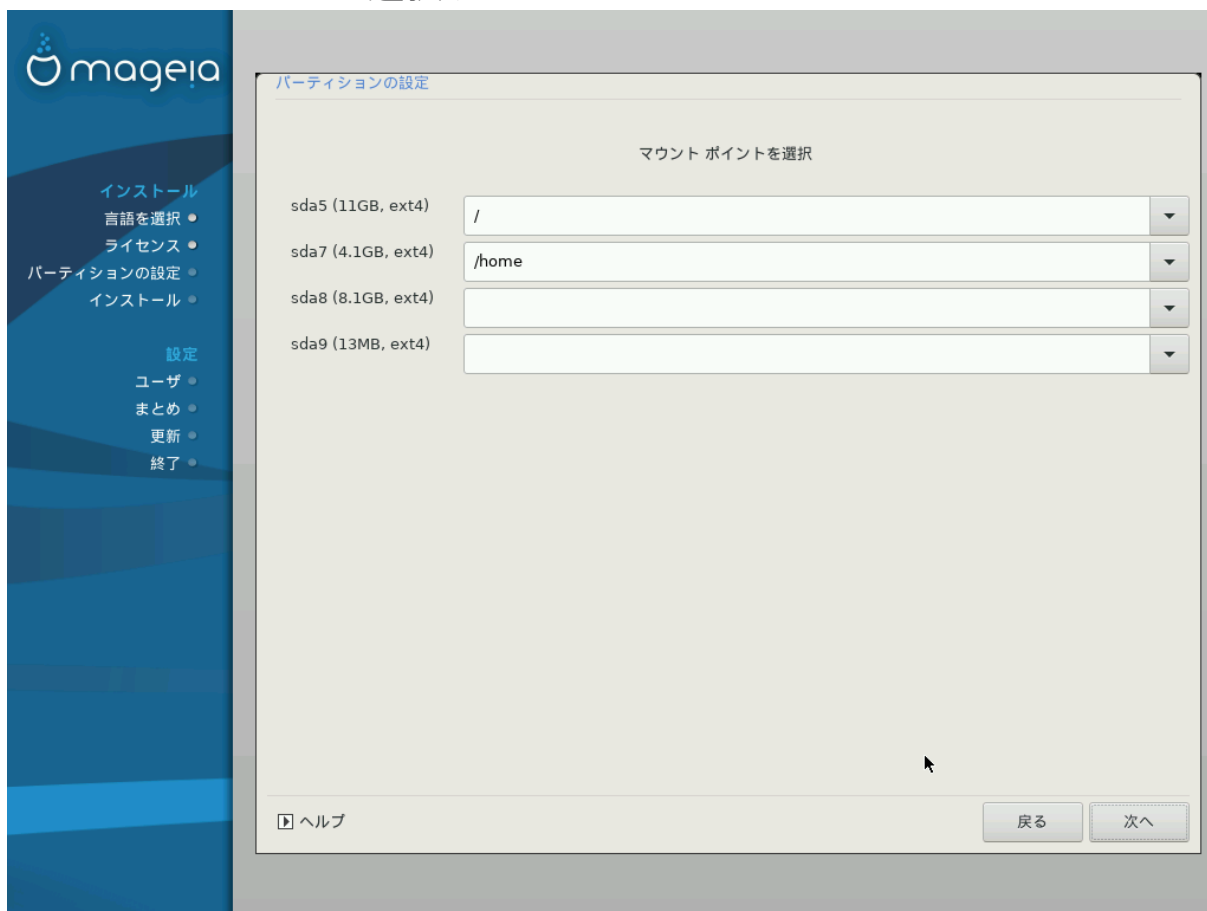 mageia
インストール
言語を選択
ライセンス
パーティションの設定
インストール
設定
ユーザ
まとめ
更新
終了
パーティションの設定
マウント ポイントを選択
sda5 (11GB, ext4) /
sda7 (4.1GB, ext4) /home
sda8 (8.1GB, ext4)
sda9 (13MB, ext4)
ヘルプ 戻る 次へ